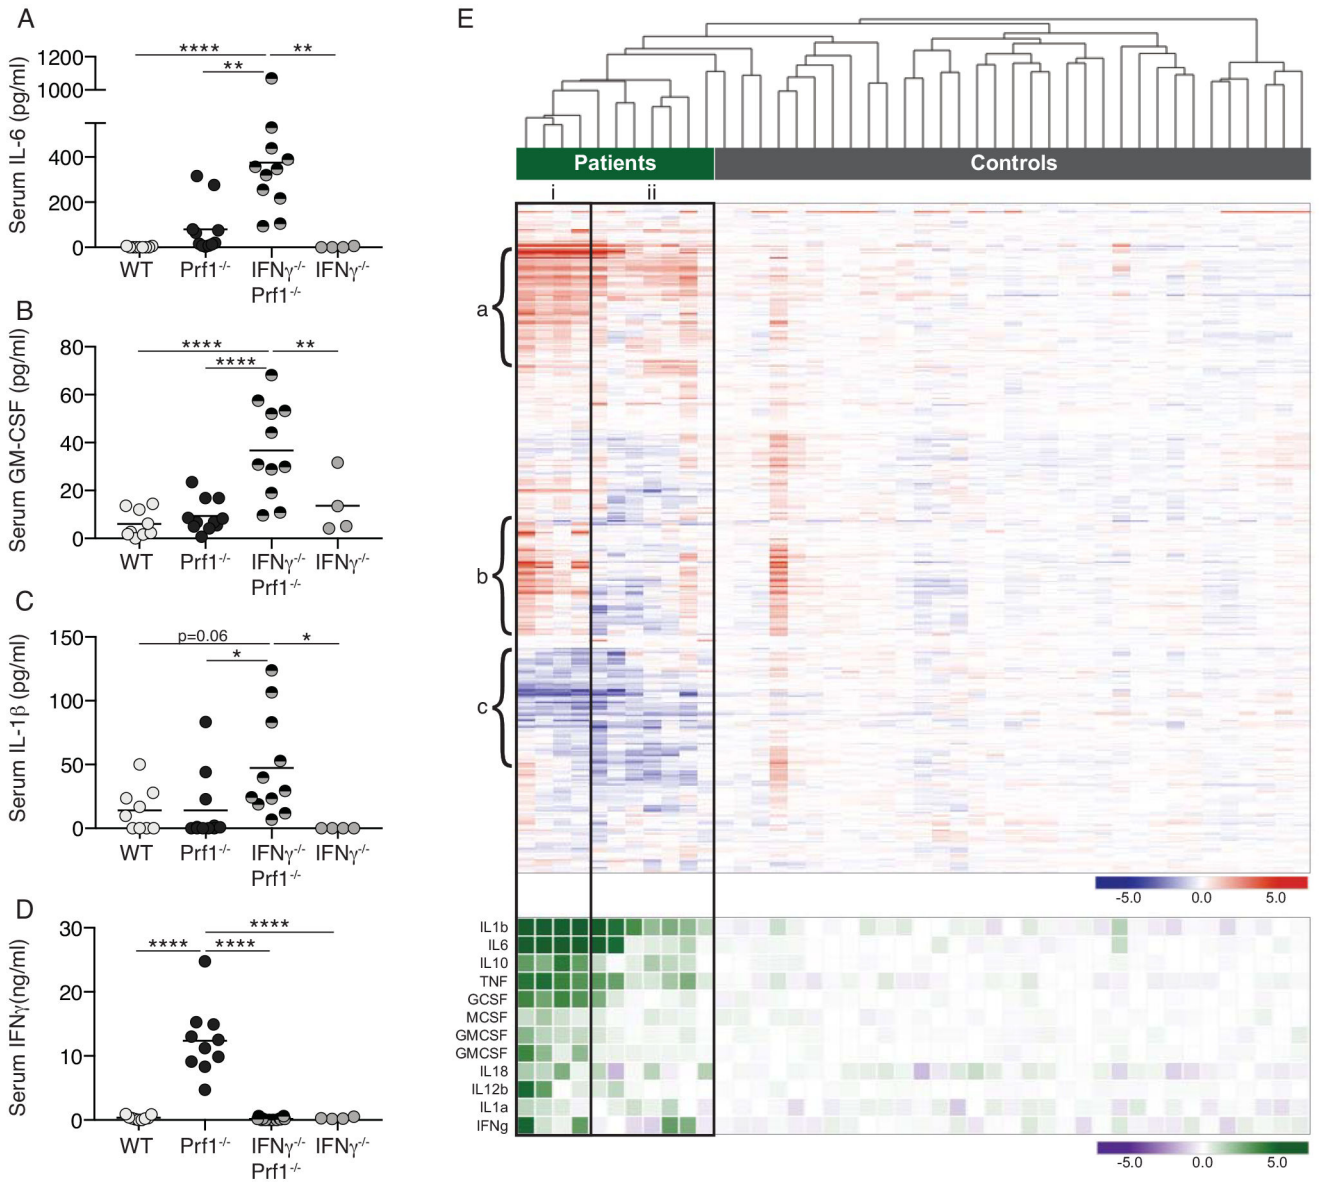 A
Serum IL-6 (pg/ml)
1200
1000
400
200
0
****
**
**
WT
Prf1-/-
IFNγ-/-
Prf1-/-
IFNγ-/-
B
Serum GM-CSF (pg/ml)
80
60
40
20
0
****
**
****
WT
Prf1-/-
IFNγ-/-
Prf1-/-
IFNγ-/-
C
Serum IL-1β (pg/ml)
150
100
50
0
p=0.06
*
*
WT
Prf1-/-
IFNγ-/-
Prf1-/-
IFNγ-/-
D
Serum IFNγ(ng/ml)
30
20
10
0
****
****
****
WT
Prf1-/-
IFNγ-/-
Prf1-/-
IFNγ-/-
E
Patients
Controls
i
ii
a
b
c
-5.0
0.0
5.0
IL1b
IL6
IL10
TNF
GCSF
MCSF
GMCSF
GMCSF
IL18
IL12b
IL1a
IFNg
-5.0
0.0
5.0